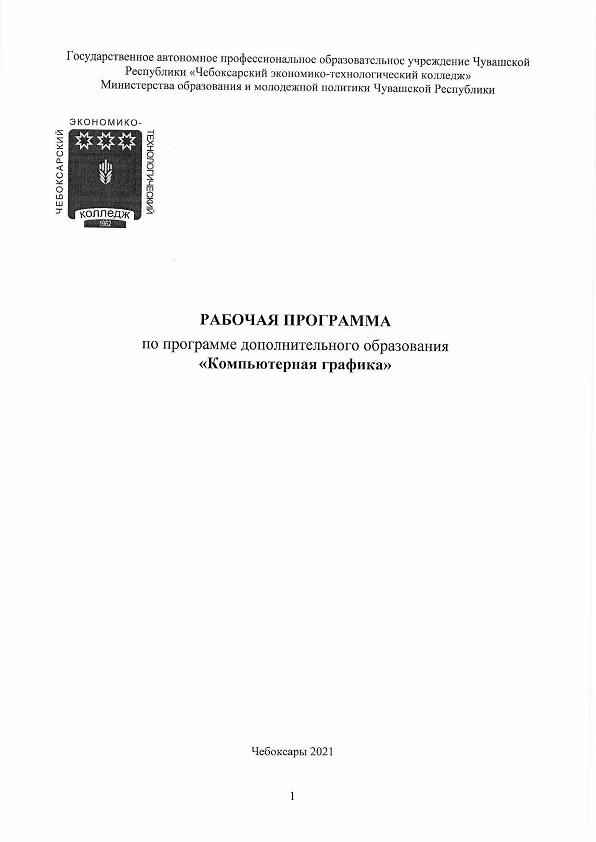 Государственное автономное профессиональное образовательное учреждение Чувашской
Республики «Чебоксарский экономико-технологический колледж»
Министерства образования и молодежной политики Чувашской Республики
ЧЕБОКСАРСКИЙ
ЭКОНОМИКО-
ТЕХНОЛОГИЧЕСКИЙ
КОЛЛЕДЖ
1962
РАБОЧАЯ ПРОГРАММА
по программе дополнительного образования
«Компьютерная графика»
Чебоксары 2021
1